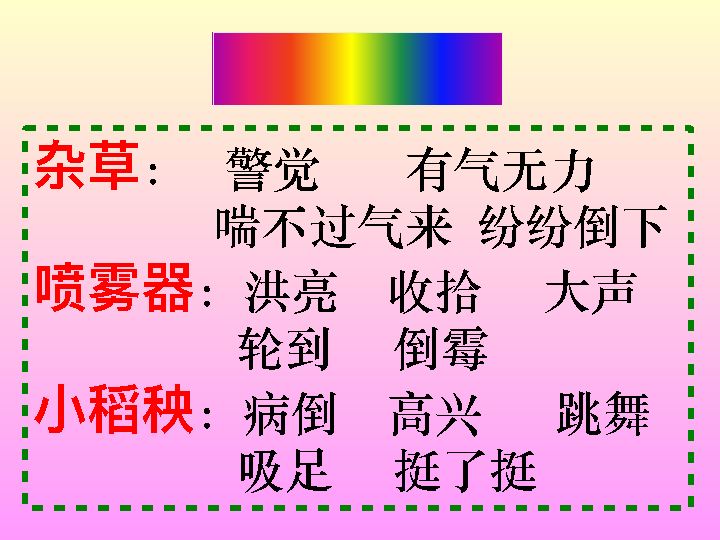 杂草： 警觉 有气无力
喘不过气来 纷纷倒下
喷雾器：洪亮 收拾 大声
轮到 倒霉
小稻秧：病倒 高兴 跳舞
吸足 挺了挺